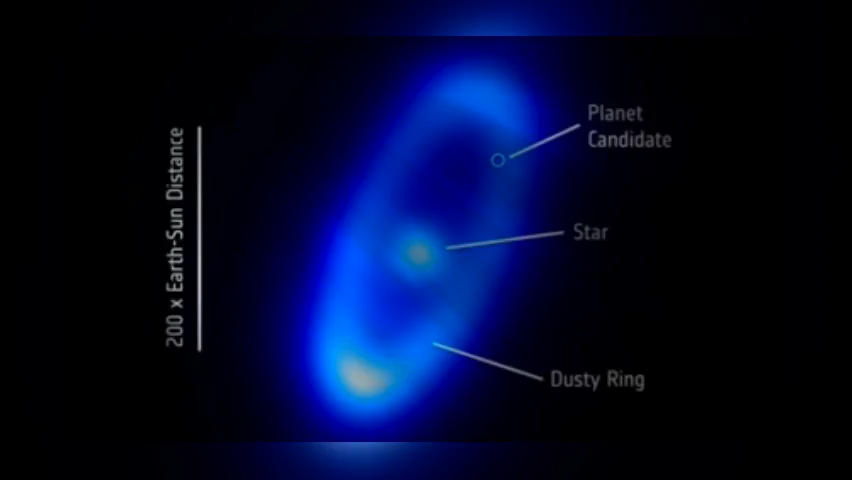 Planet
Candidate
200 x Earth-Sun Distance
Star
Dusty Ring